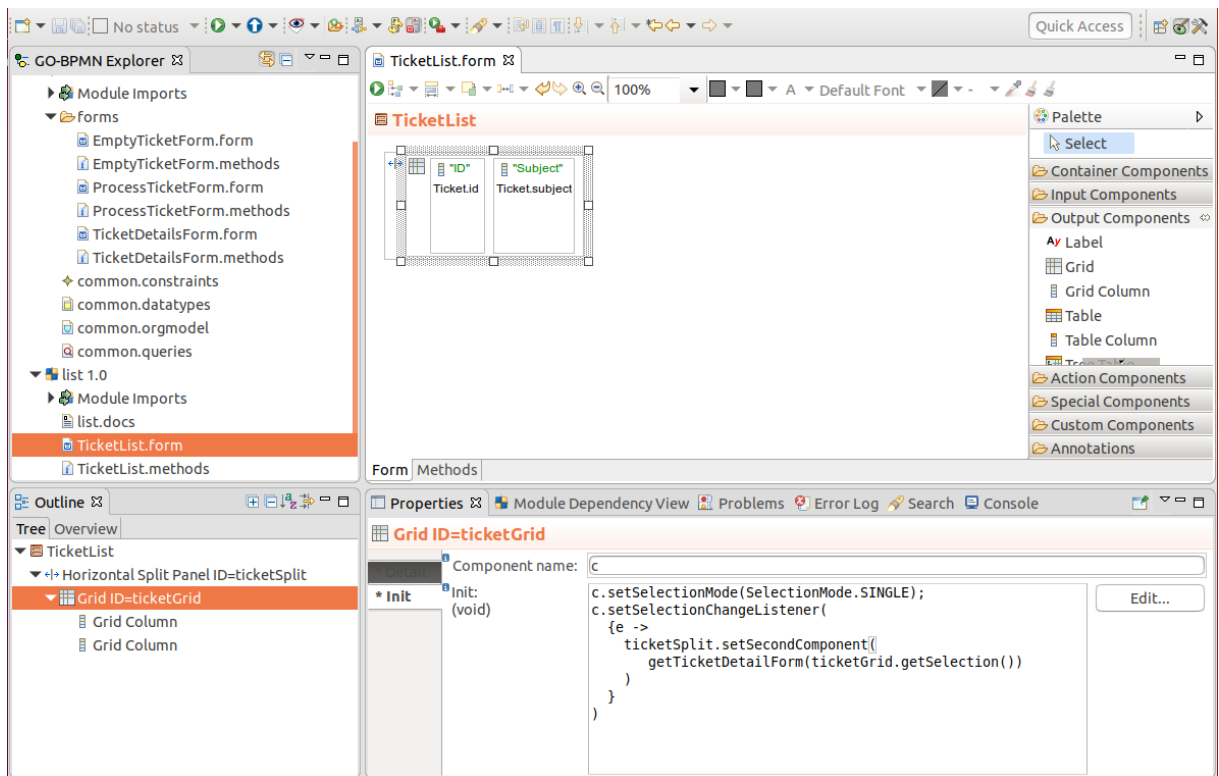 No status
Quick Access
GO-BPMN Explorer
Module Imports
forms
EmptyTicketForm.form
EmptyTicketForm.methods
ProcessTicketForm.form
ProcessTicketForm.methods
TicketDetailsForm.form
TicketDetailsForm.methods
common.constraints
common.datatypes
common.orgmodel
common.queries
list 1.0
Module Imports
list.docs
TicketList.form
TicketList.methods
TicketList.form
100%
A
Default Font
TicketList
"ID"
"Subject"
Ticket.id
Ticket.subject
Palette
Select
Container Components
Input Components
Output Components
Label
Grid
Grid Column
Table
Table Column
Action Components
Special Components
Custom Components
Annotations
Form Methods
Outline
Tree Overview
TicketList
Horizontal Split Panel ID=ticketSplit
Grid ID=ticketGrid
Grid Column
Grid Column
Properties Module Dependency View Problems Error Log Search Console
Grid ID=ticketGrid
* Detail
* Init
Component name: c
Init:
(void)
c.setSelectionMode(SelectionMode.SINGLE);
c.setSelectionChangeListener(
{e ->
ticketSplit.setSecondComponent(
getTicketDetailForm(ticketGrid.getSelection())
)
}
)
Edit...